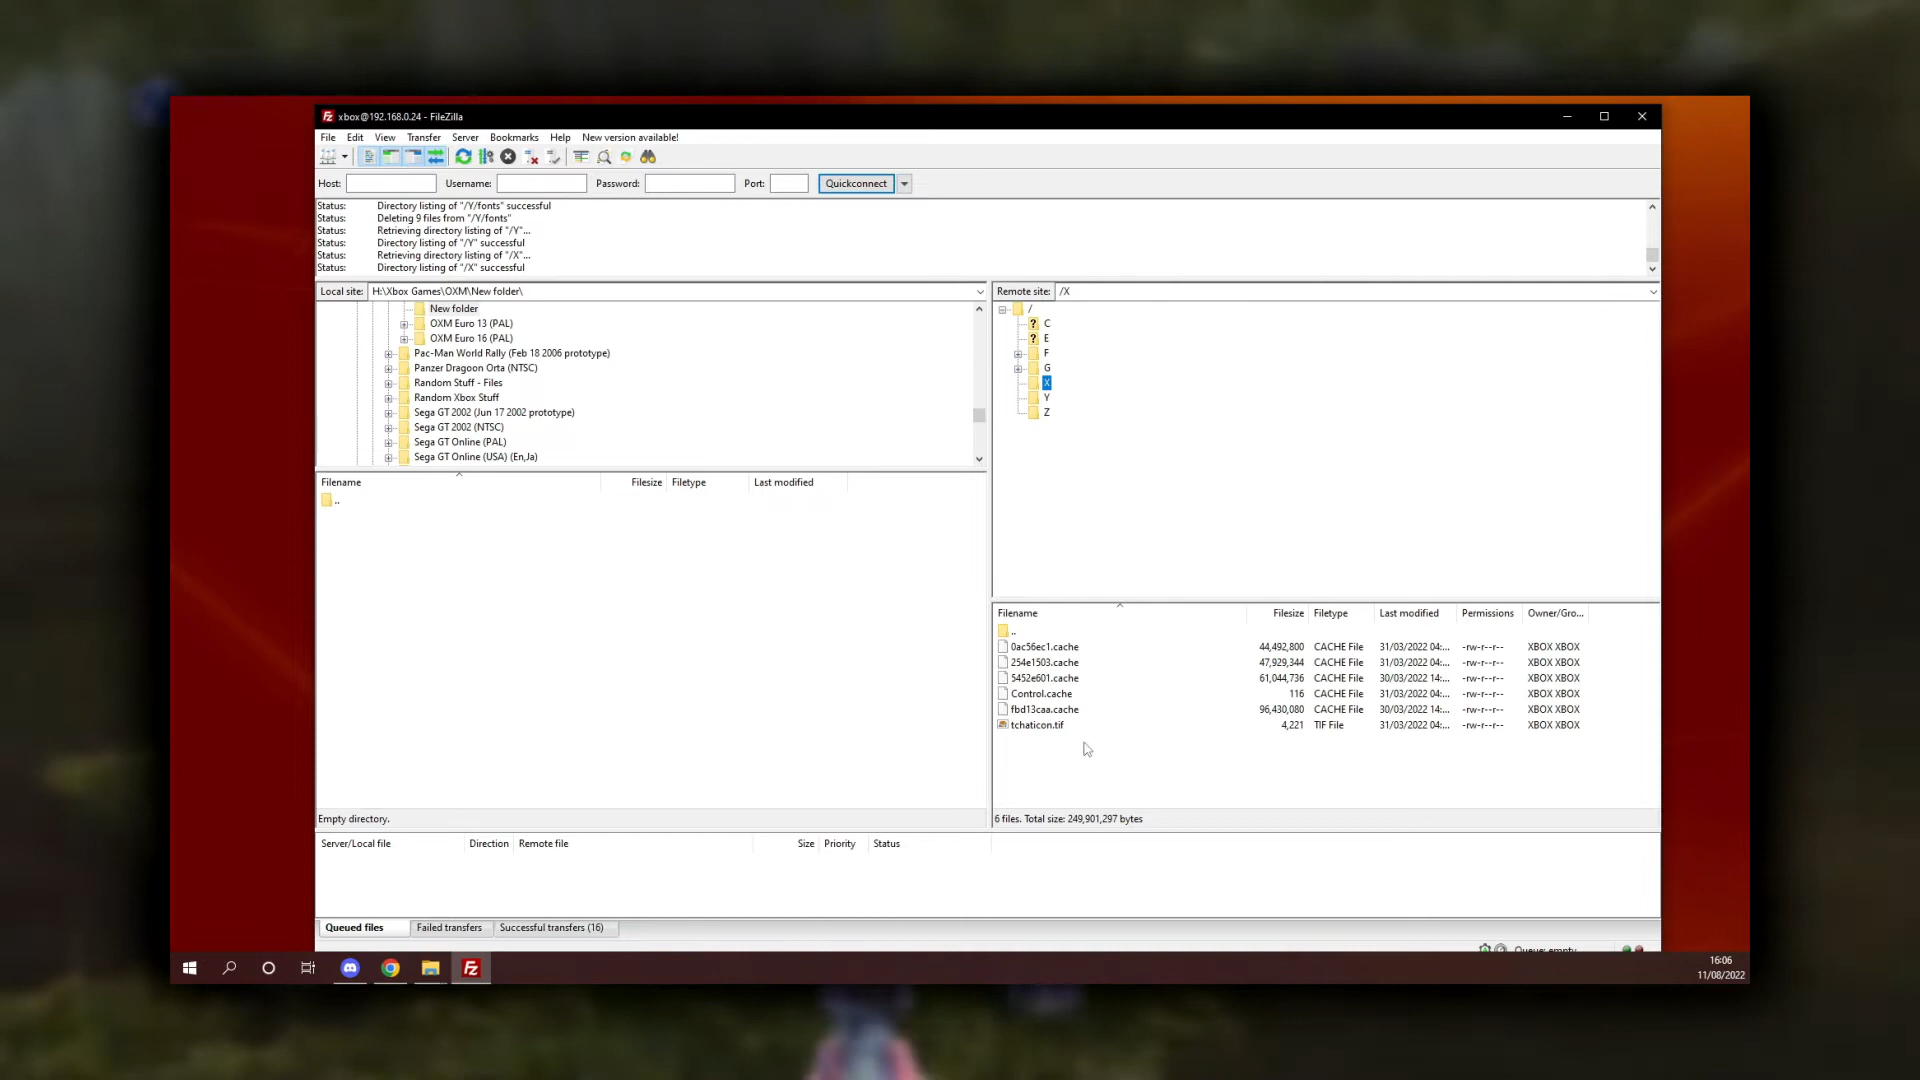 xbox@192.168.0.24 - FileZilla
File Edit View Transfer Server Bookmarks Help New version available!
Host: Username: Password: Port: Quickconnect
Status: Directory listing of "/Y/fonts" successful
Status: Deleting 9 files from "/Y/fonts"
Status: Retrieving directory listing of "/Y"...
Status: Directory listing of "/Y" successful
Status: Retrieving directory listing of "/X"...
Status: Directory listing of "/X" successful
Local site: H:\Xbox Games\OXM\New folder\
New folder
OXM Euro 13 (PAL)
OXM Euro 16 (PAL)
Pac-Man World Rally (Feb 18 2006 prototype)
Panzer Dragoon Orta (NTSC)
Random Stuff - Files
Random Xbox Stuff
Sega GT 2002 (Jun 17 2002 prototype)
Sega GT 2002 (NTSC)
Sega GT Online (PAL)
Sega GT Online (USA) (En,Ja)
Filename Filesize Filetype Last modified
..
Empty directory.
Remote site: /X
/
? C
? E
F
G
X
Y
Z
Filename Filesize Filetype Last modified Permissions Owner/Gro...
..
0ac56ec1.cache 44,492,800 CACHE File 31/03/2022 04:... -rw-r--r-- XBOX XBOX
254e1503.cache 47,929,344 CACHE File 31/03/2022 04:... -rw-r--r-- XBOX XBOX
5452e601.cache 61,044,736 CACHE File 30/03/2022 14:... -rw-r--r-- XBOX XBOX
Control.cache 116 CACHE File 31/03/2022 04:... -rw-r--r-- XBOX XBOX
fbd13caa.cache 96,430,080 CACHE File 30/03/2022 14:... -rw-r--r-- XBOX XBOX
tchaticon.tif 4,221 TIF File 31/03/2022 04:... -rw-r--r-- XBOX XBOX
6 files. Total size: 249,901,297 bytes
Server/Local file Direction Remote file Size Priority Status
Queued files Failed transfers Successful transfers (16)
Queue: empty
16:06
11/08/2022